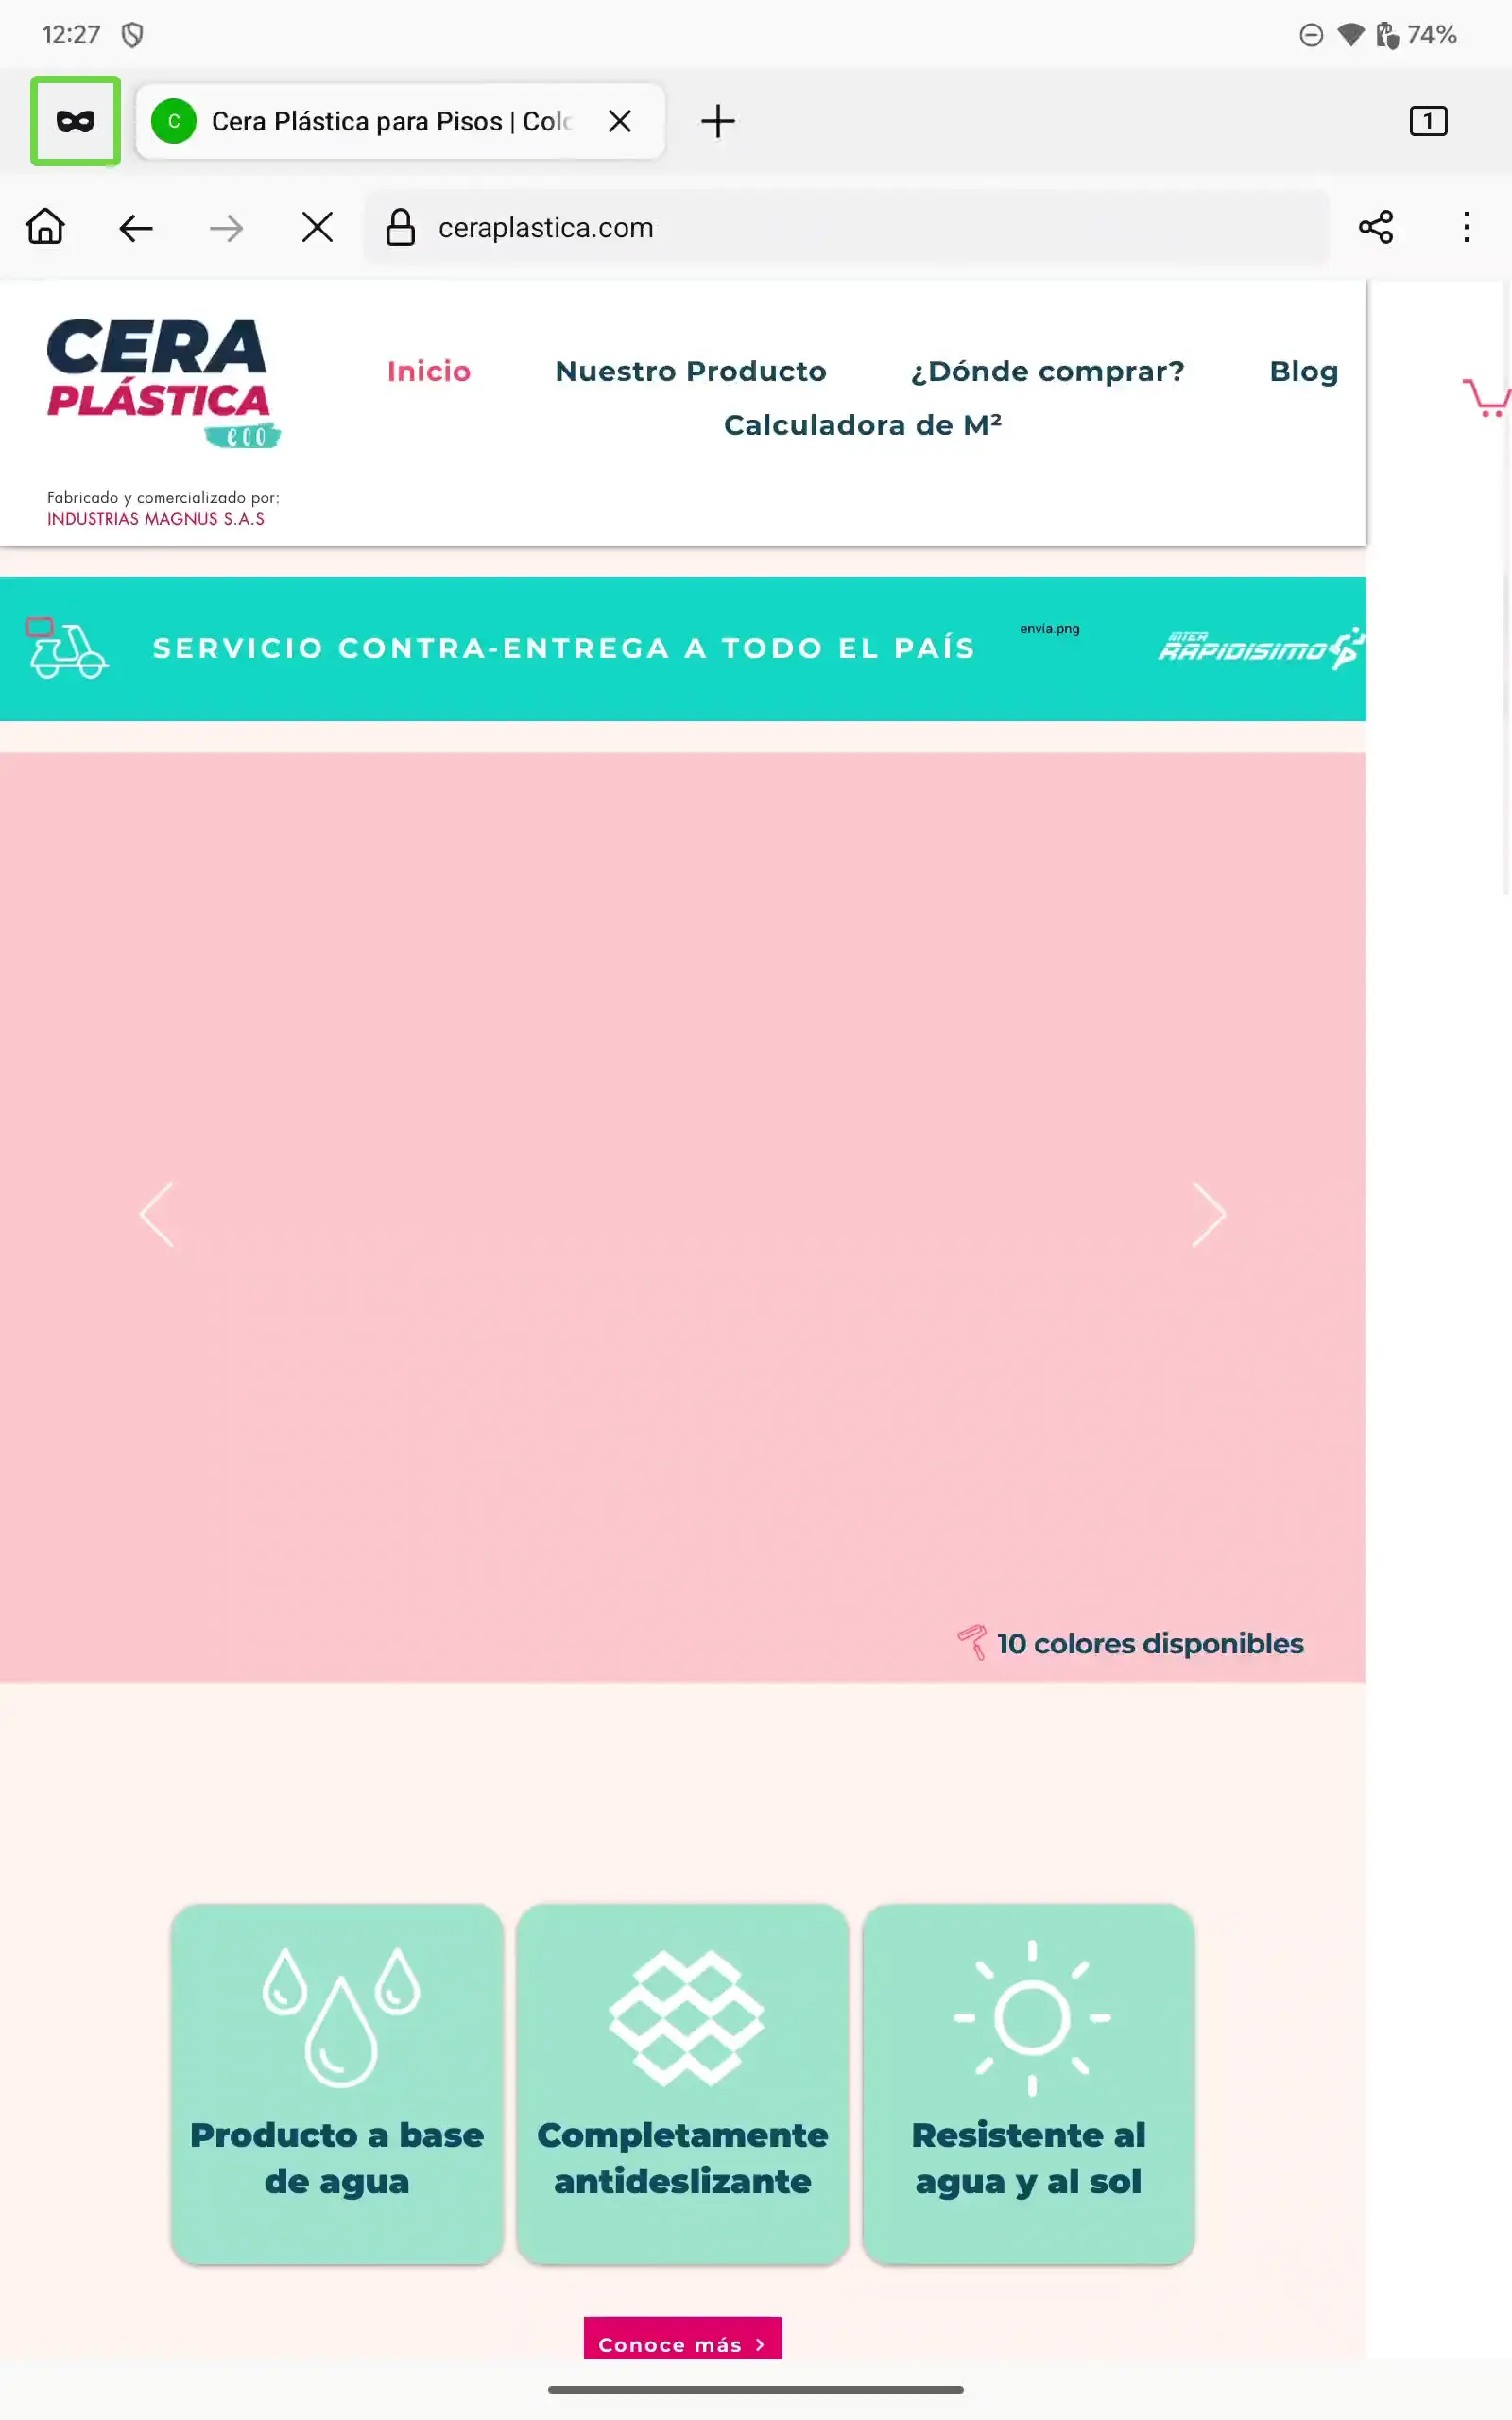 12:27
74%
C
Cera Plástica para Pisos | Colo
1
ceraplastica.com
CERA
PLÁSTICA
eco
Fabricado y comercializado por:
INDUSTRIAS MAGNUS S.A.S
Inicio
Nuestro Producto
¿Dónde comprar?
Blog
Calculadora de M²
SERVICIO CONTRA-ENTREGA A TODO EL PAÍS
envía.png
INTER
RAPIDISIMO
10 colores disponibles
Producto a base
de agua
Completamente
antideslizante
Resistente al
agua y al sol
Conoce más >